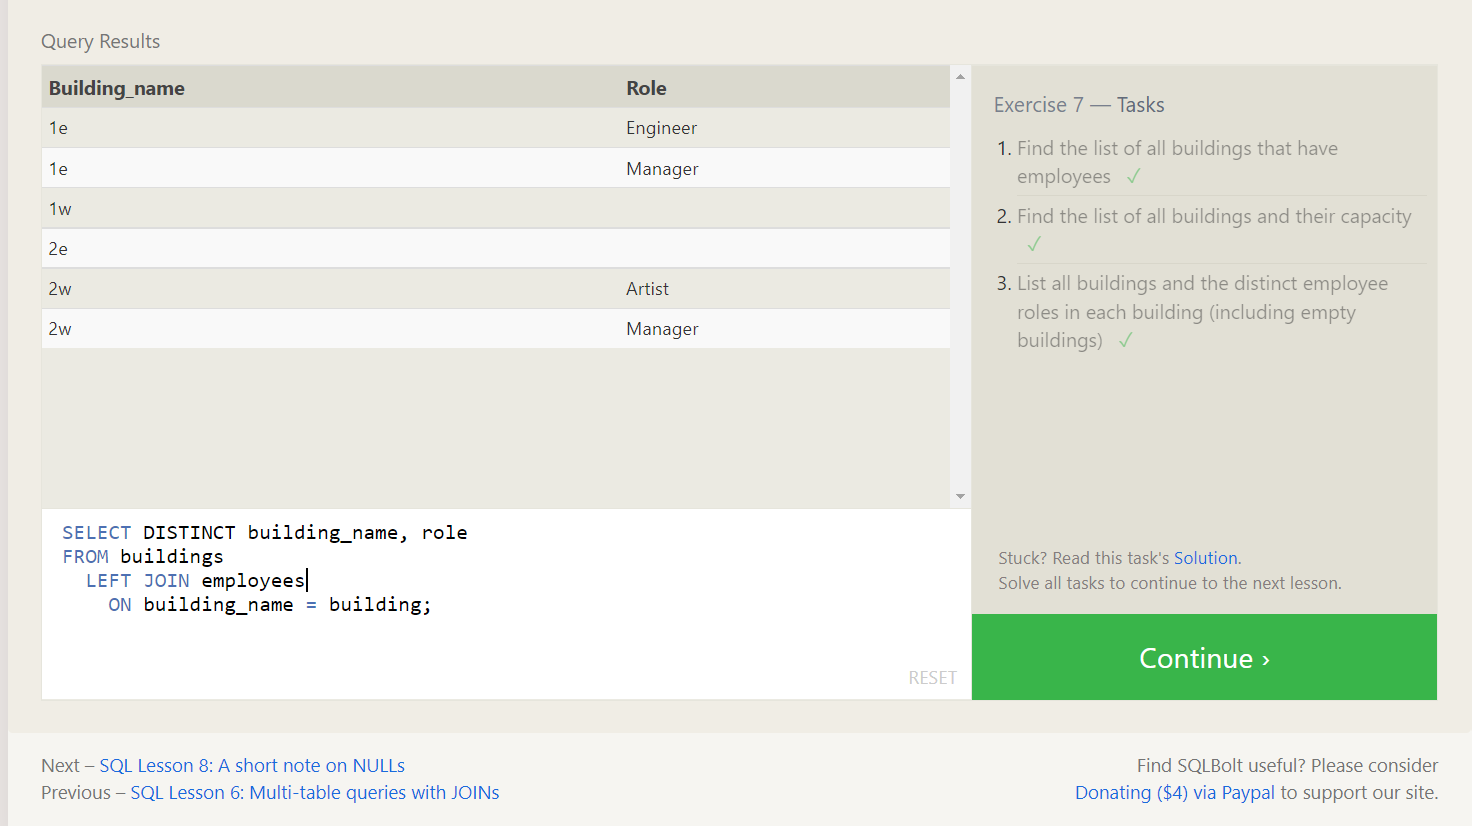 Query Results
Building_name Role
1e Engineer
1e Manager
1w
2e
2w Artist
2w Manager
SELECT DISTINCT building_name, role
FROM buildings
LEFT JOIN employees
ON building_name = building;
RESET
Exercise 7 — Tasks
1. Find the list of all buildings that have
employees ✓
2. Find the list of all buildings and their capacity
✓
3. List all buildings and the distinct employee
roles in each building (including empty
buildings) ✓
Stuck? Read this task's Solution.
Solve all tasks to continue to the next lesson.
Continue ›
Next – SQL Lesson 8: A short note on NULLs
Previous – SQL Lesson 6: Multi-table queries with JOINs
Find SQLBolt useful? Please consider
Donating ($4) via Paypal to support our site.